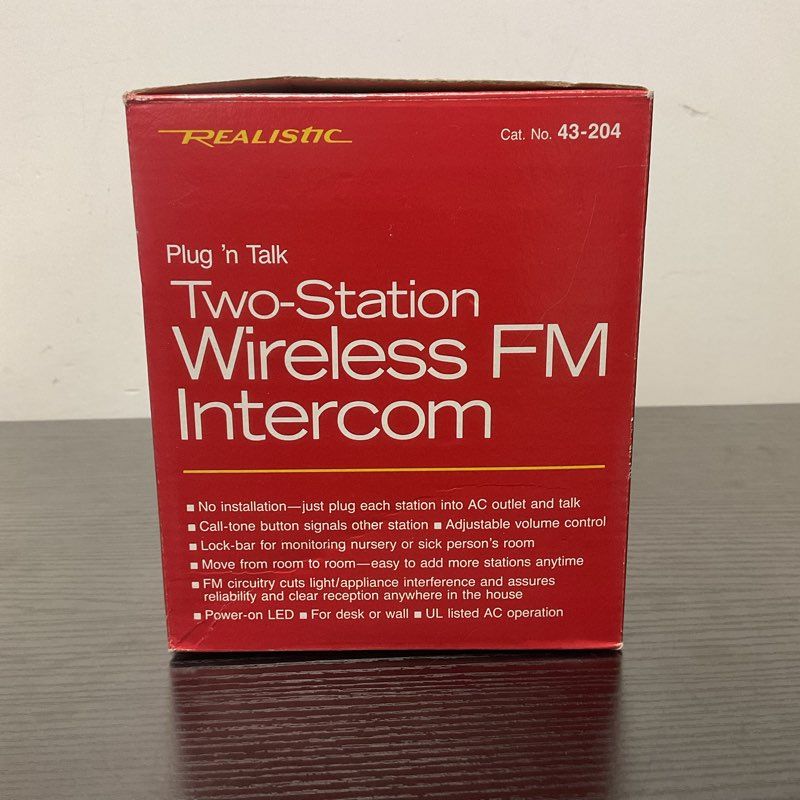 REALISTIC
Cat. No. 43-204
Plug 'n Talk
Two-Station
Wireless FM
Intercom
■ No installation—just plug each station into AC outlet and talk
■ Call-tone button signals other station ■ Adjustable volume control
■ Lock-bar for monitoring nursery or sick person's room
■ Move from room to room—easy to add more stations anytime
■ FM circuitry cuts light/appliance interference and assures
reliability and clear reception anywhere in the house
■ Power-on LED ■ For desk or wall ■ UL listed AC operation